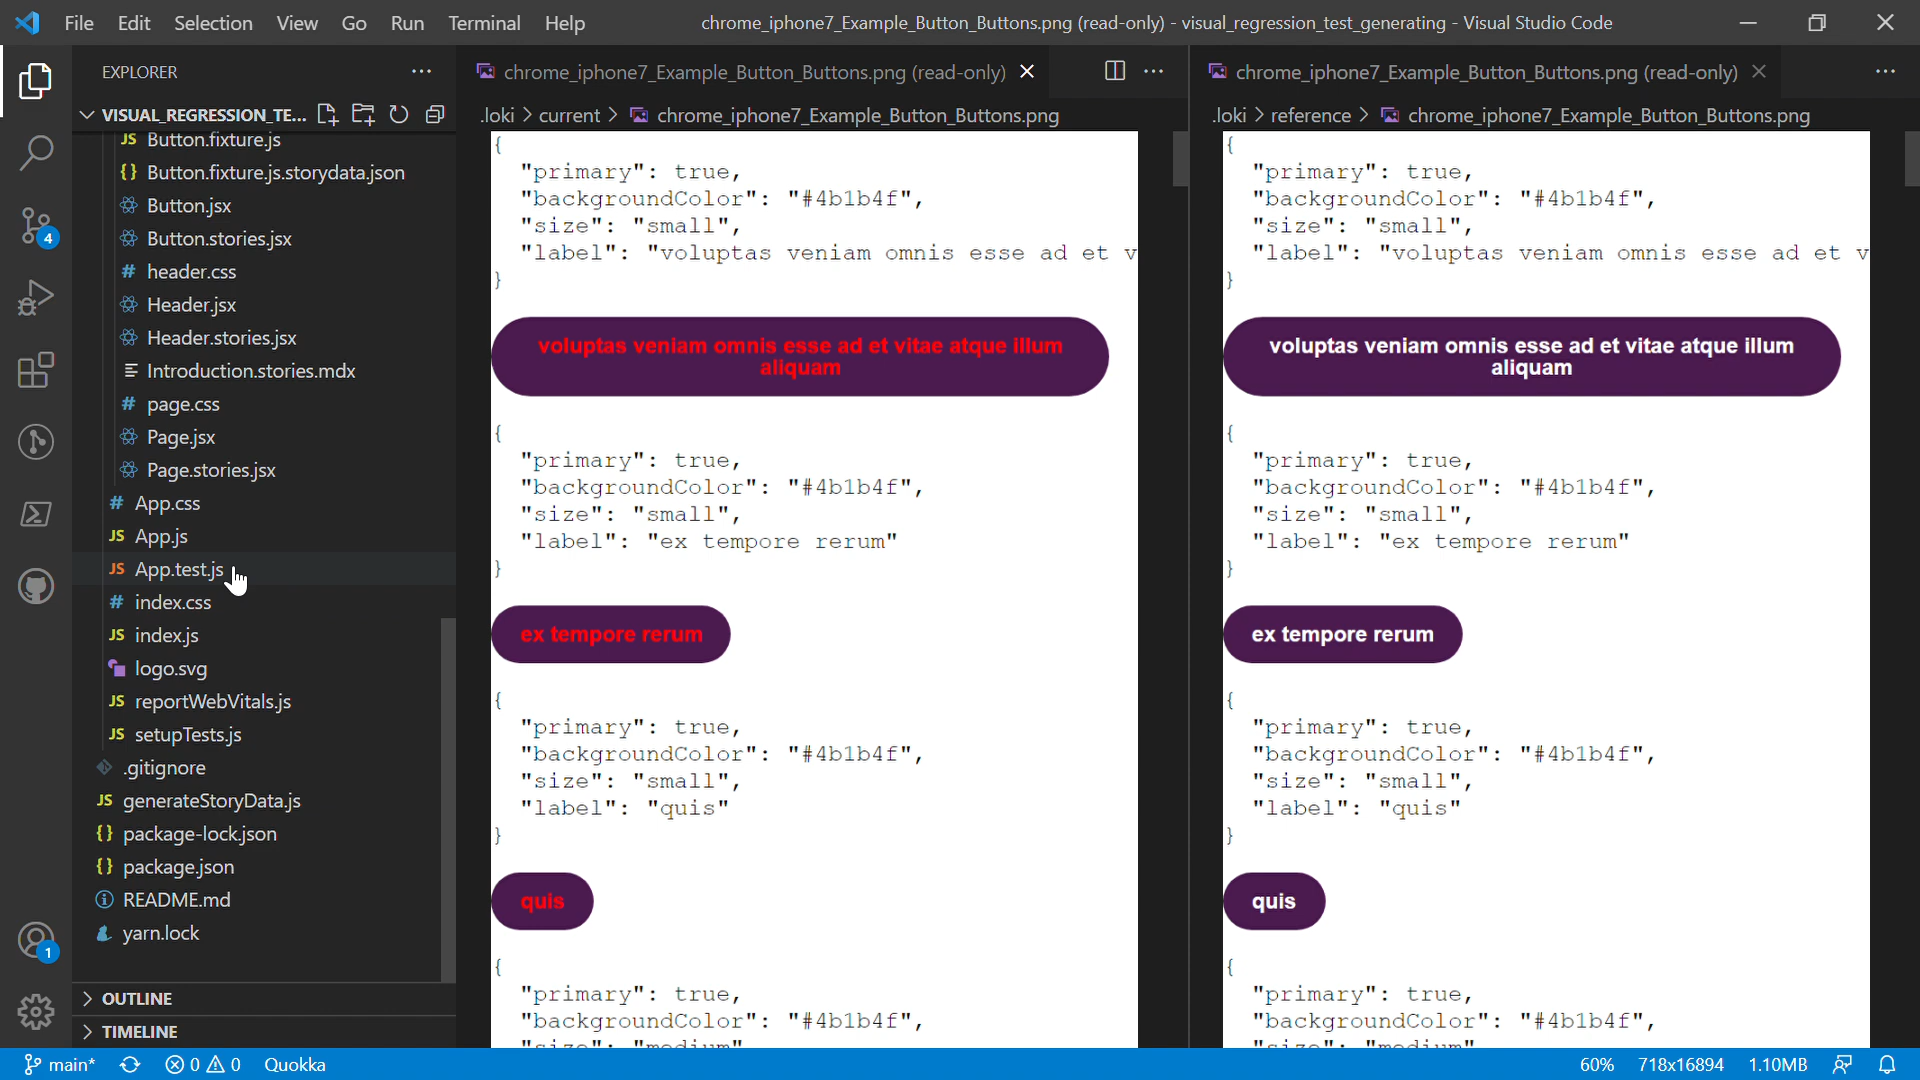 File Edit Selection View Go Run Terminal Help
chrome_iphone7_Example_Button_Buttons.png (read-only) - visual_regression_test_generating - Visual Studio Code
EXPLORER
VISUAL_REGRESSION_TE...
Button.fixture.js
Button.fixture.js.storydata.json
Button.jsx
Button.stories.jsx
header.css
Header.jsx
Header.stories.jsx
Introduction.stories.mdx
page.css
Page.jsx
Page.stories.jsx
App.css
App.js
App.test.js
index.css
index.js
logo.svg
reportWebVitals.js
setupTests.js
.gitignore
generateStoryData.js
package-lock.json
package.json
README.md
yarn.lock
OUTLINE
TIMELINE
4
1
chrome_iphone7_Example_Button_Buttons.png (read-only)
.loki > current > chrome_iphone7_Example_Button_Buttons.png
{
"primary": true,
"backgroundColor": "#4b1b4f",
"size": "small",
"label": "voluptas veniam omnis esse ad et v
}
voluptas veniam omnis esse ad et vitae atque illum
aliquam
{
"primary": true,
"backgroundColor": "#4b1b4f",
"size": "small",
"label": "ex tempore rerum"
}
ex tempore rerum
{
"primary": true,
"backgroundColor": "#4b1b4f",
"size": "small",
"label": "quis"
}
quis
{
"primary": true,
"backgroundColor": "#4b1b4f",
"size": "medium"
chrome_iphone7_Example_Button_Buttons.png (read-only)
.loki > reference > chrome_iphone7_Example_Button_Buttons.png
{
"primary": true,
"backgroundColor": "#4b1b4f",
"size": "small",
"label": "voluptas veniam omnis esse ad et v
}
voluptas veniam omnis esse ad et vitae atque illum
aliquam
{
"primary": true,
"backgroundColor": "#4b1b4f",
"size": "small",
"label": "ex tempore rerum"
}
ex tempore rerum
{
"primary": true,
"backgroundColor": "#4b1b4f",
"size": "small",
"label": "quis"
}
quis
{
"primary": true,
"backgroundColor": "#4b1b4f",
"size": "medium"
main* 0 0 Quokka 60% 718x16894 1.10MB